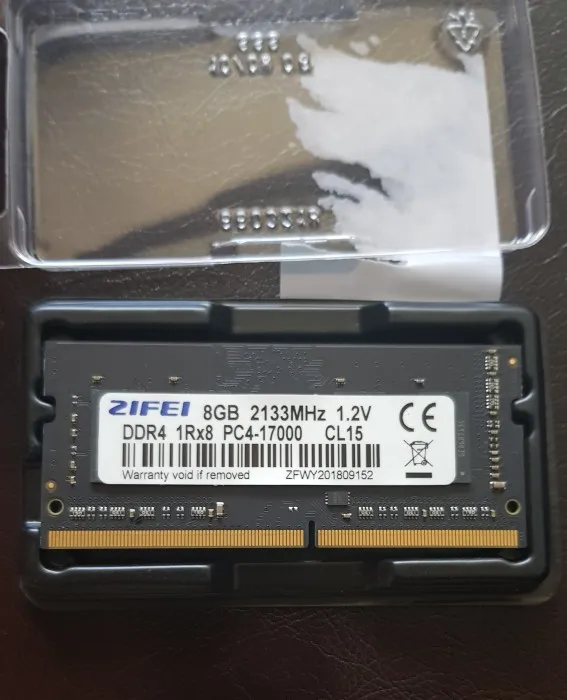 ZIFEI 8GB 2133MHz 1.2V
DDR4 1Rx8 PC4-17000 CL15
Warranty void if removed ZFWY201809152
CE